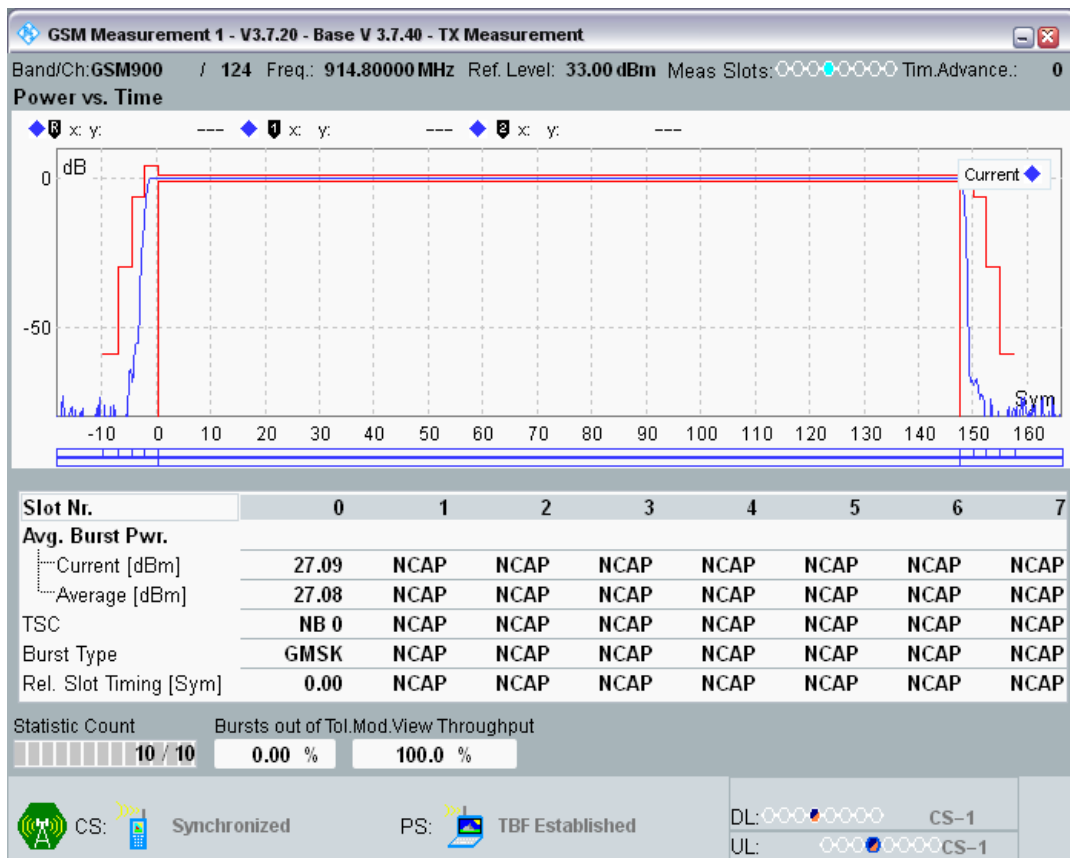 GSM Measurement 1 - V3.7.20 - Base V 3.7.40 - TX Measurement
Band/Ch:GSM900 / 124 Freq.: 914.80000 MHz Ref. Level: 33.00 dBm Meas Slots: Tim.Advance.: 0
Power vs. Time
R x: y: --- 1 x: y: --- 2 x: y: ---
dB
Current
0
-50
Sym
-10 0 10 20 30 40 50 60 70 80 90 100 110 120 130 140 150 160
Slot Nr. 0 1 2 3 4 5 6 7
Avg. Burst Pwr.
Current [dBm] 27.09 NCAP NCAP NCAP NCAP NCAP NCAP NCAP
Average [dBm] 27.08 NCAP NCAP NCAP NCAP NCAP NCAP NCAP
TSC NB 0 NCAP NCAP NCAP NCAP NCAP NCAP NCAP
Burst Type GMSK NCAP NCAP NCAP NCAP NCAP NCAP NCAP
Rel. Slot Timing [Sym] 0.00 NCAP NCAP NCAP NCAP NCAP NCAP NCAP
Statistic Count Bursts out of Tol.Mod.View Throughput
10 / 10 0.00 % 100.0 %
CS: Synchronized PS: TBF Established DL: CS-1
UL: CS-1